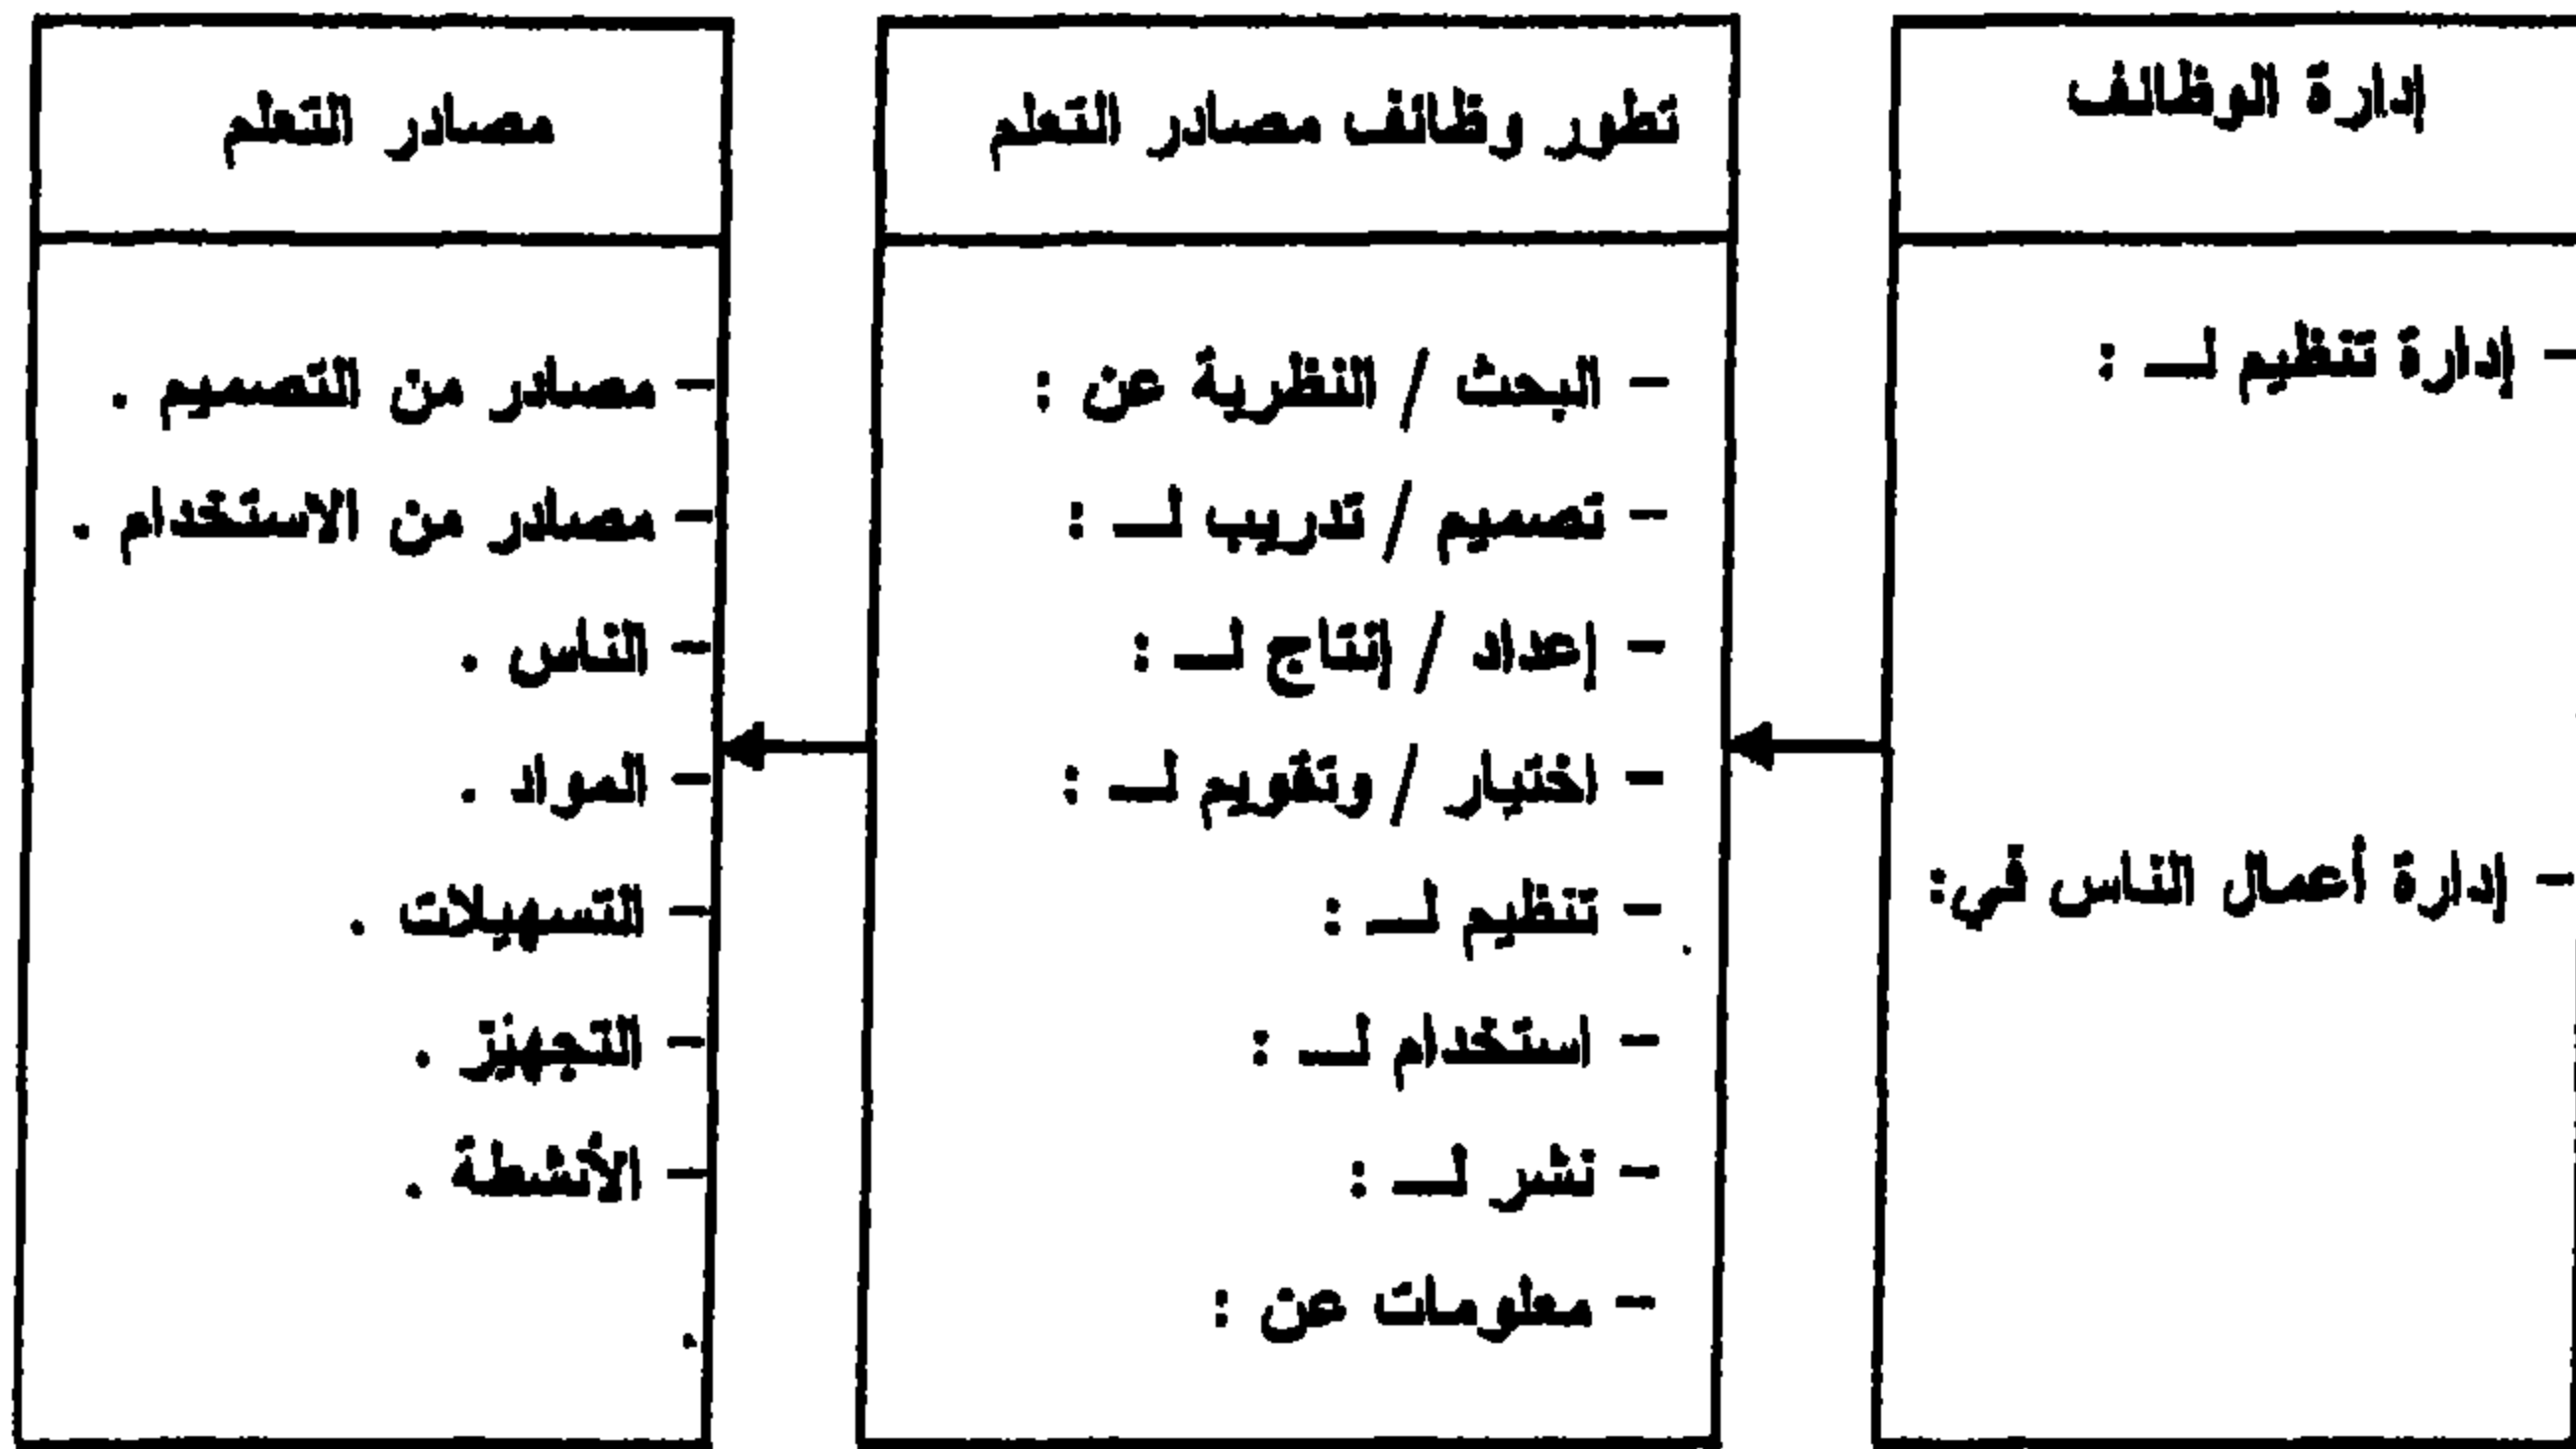 إدارة الوظائف
- إدارة تنظيم لـــ :
- إدارة أعمال الناس في:
تطور وظائف مصادر التعلم
- البحث / النظرية عن :
- تصميم / تدريب لـــ :
- إعداد / إنتاج لـــ :
- اختيار / وتقويم لـــ :
- تنظيم لـــ :
- استخدام لـــ :
- نشر لـــ :
- معلومات عن :
مصادر التعلم
- مصادر من التصميم .
- مصادر من الاستخدام .
- الناس .
- المواد .
- التسهيلات .
- التجهيز .
- الأنشطة .